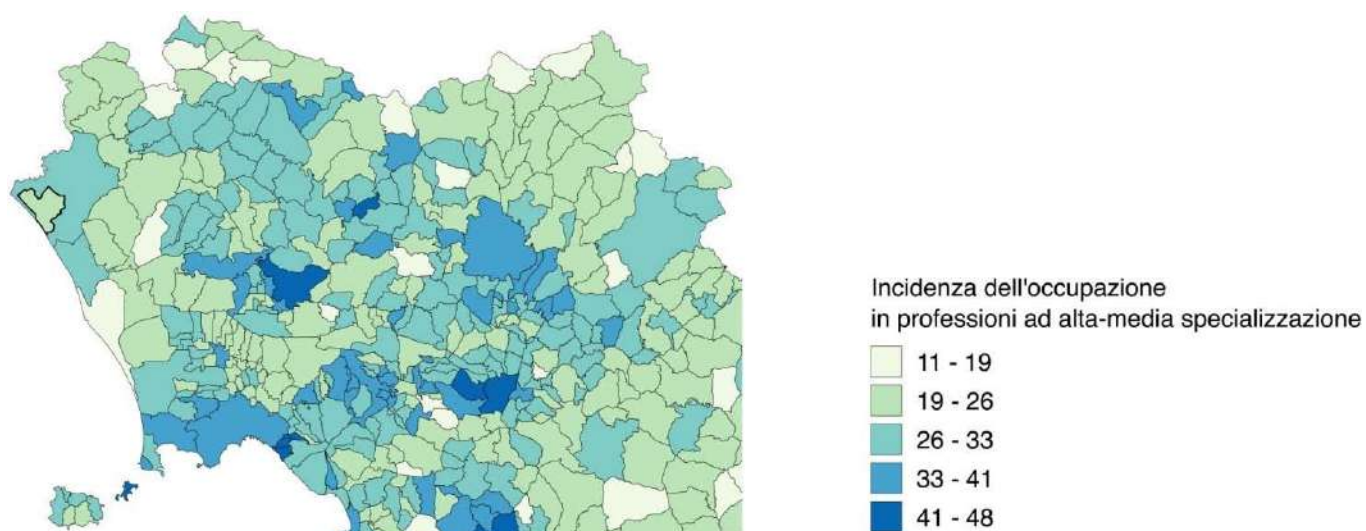 Incidenza dell'occupazione
in professioni ad alta-media specializzazione
11 - 19
19 - 26
26 - 33
33 - 41
41 - 48